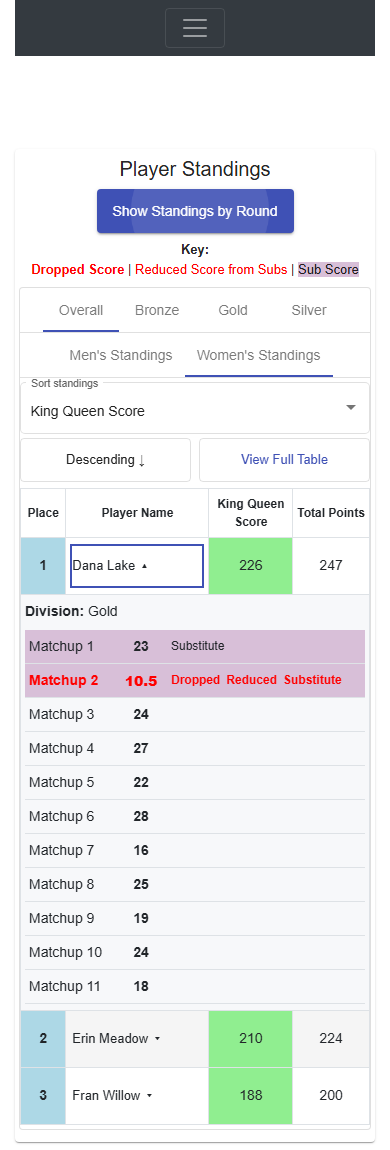 Player Standings
Show Standings by Round
Key:
Dropped Score | Reduced Score from Subs | Sub Score
Overall Bronze Gold Silver
Men's Standings Women's Standings
Sort standings
King Queen Score
Descending ↓ View Full Table
Place Player Name King Queen Score Total Points
1 Dana Lake ▲ 226 247
Division: Gold
Matchup 1 23 Substitute
Matchup 2 10.5 Dropped Reduced Substitute
Matchup 3 24
Matchup 4 27
Matchup 5 22
Matchup 6 28
Matchup 7 16
Matchup 8 25
Matchup 9 19
Matchup 10 24
Matchup 11 18
2 Erin Meadow ▼ 210 224
3 Fran Willow ▼ 188 200